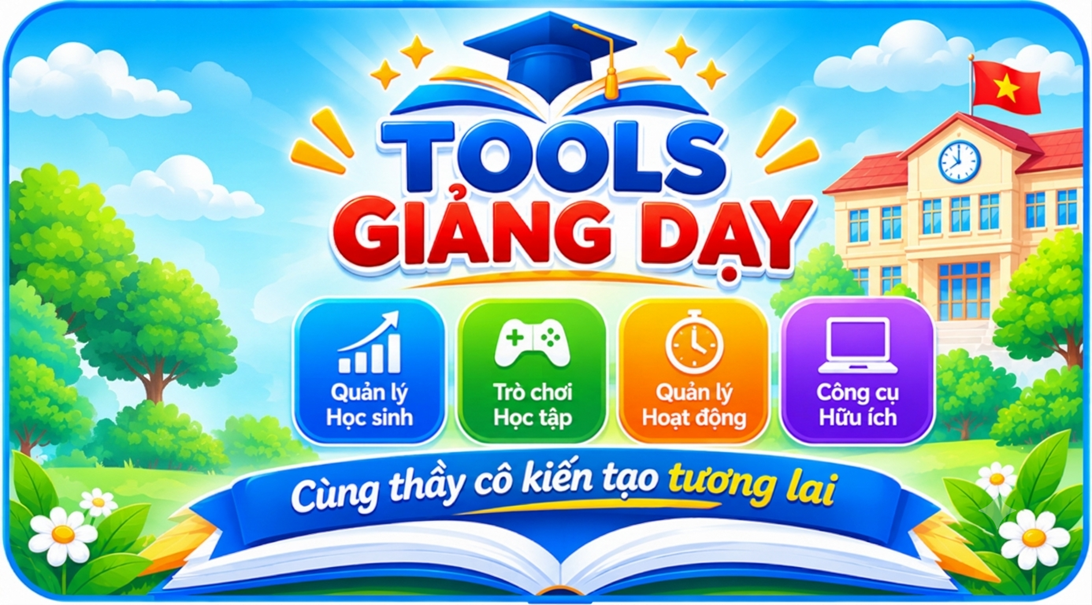 TOOLS
GIẢNG DẠY
Quản lý
Học sinh
Trò chơi
Học tập
Quản lý
Hoạt động
Công cụ
Hữu ích
Cùng thầy cô kiến tạo tương lai